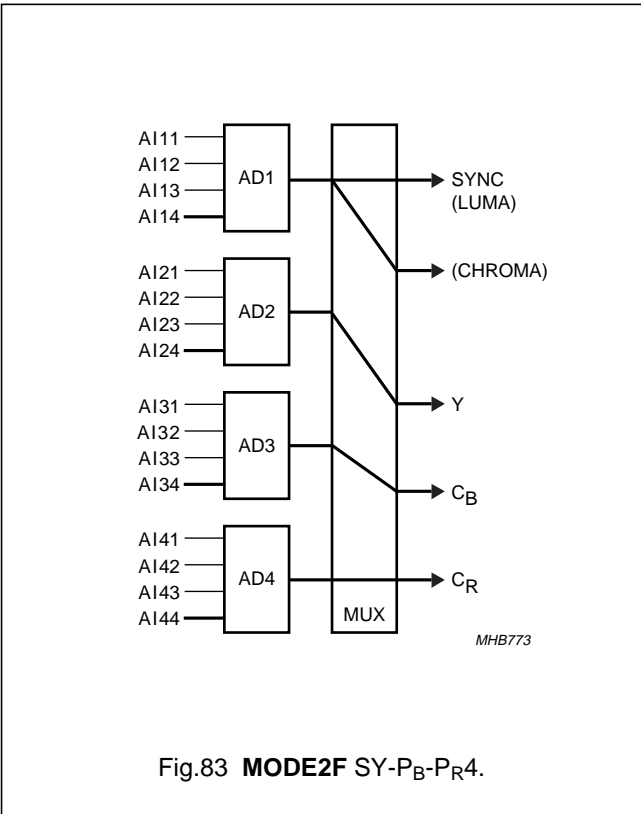 AI11
AI12
AI13
AI14
AD1
SYNC
(LUMA)
(CHROMA)
AI21
AI22
AI23
AI24
AD2
Y
AI31
AI32
AI33
AI34
AD3
CB
AI41
AI42
AI43
AI44
AD4
CR
MUX
MHB773
Fig.83 MODE2F SY-PB-PR4.